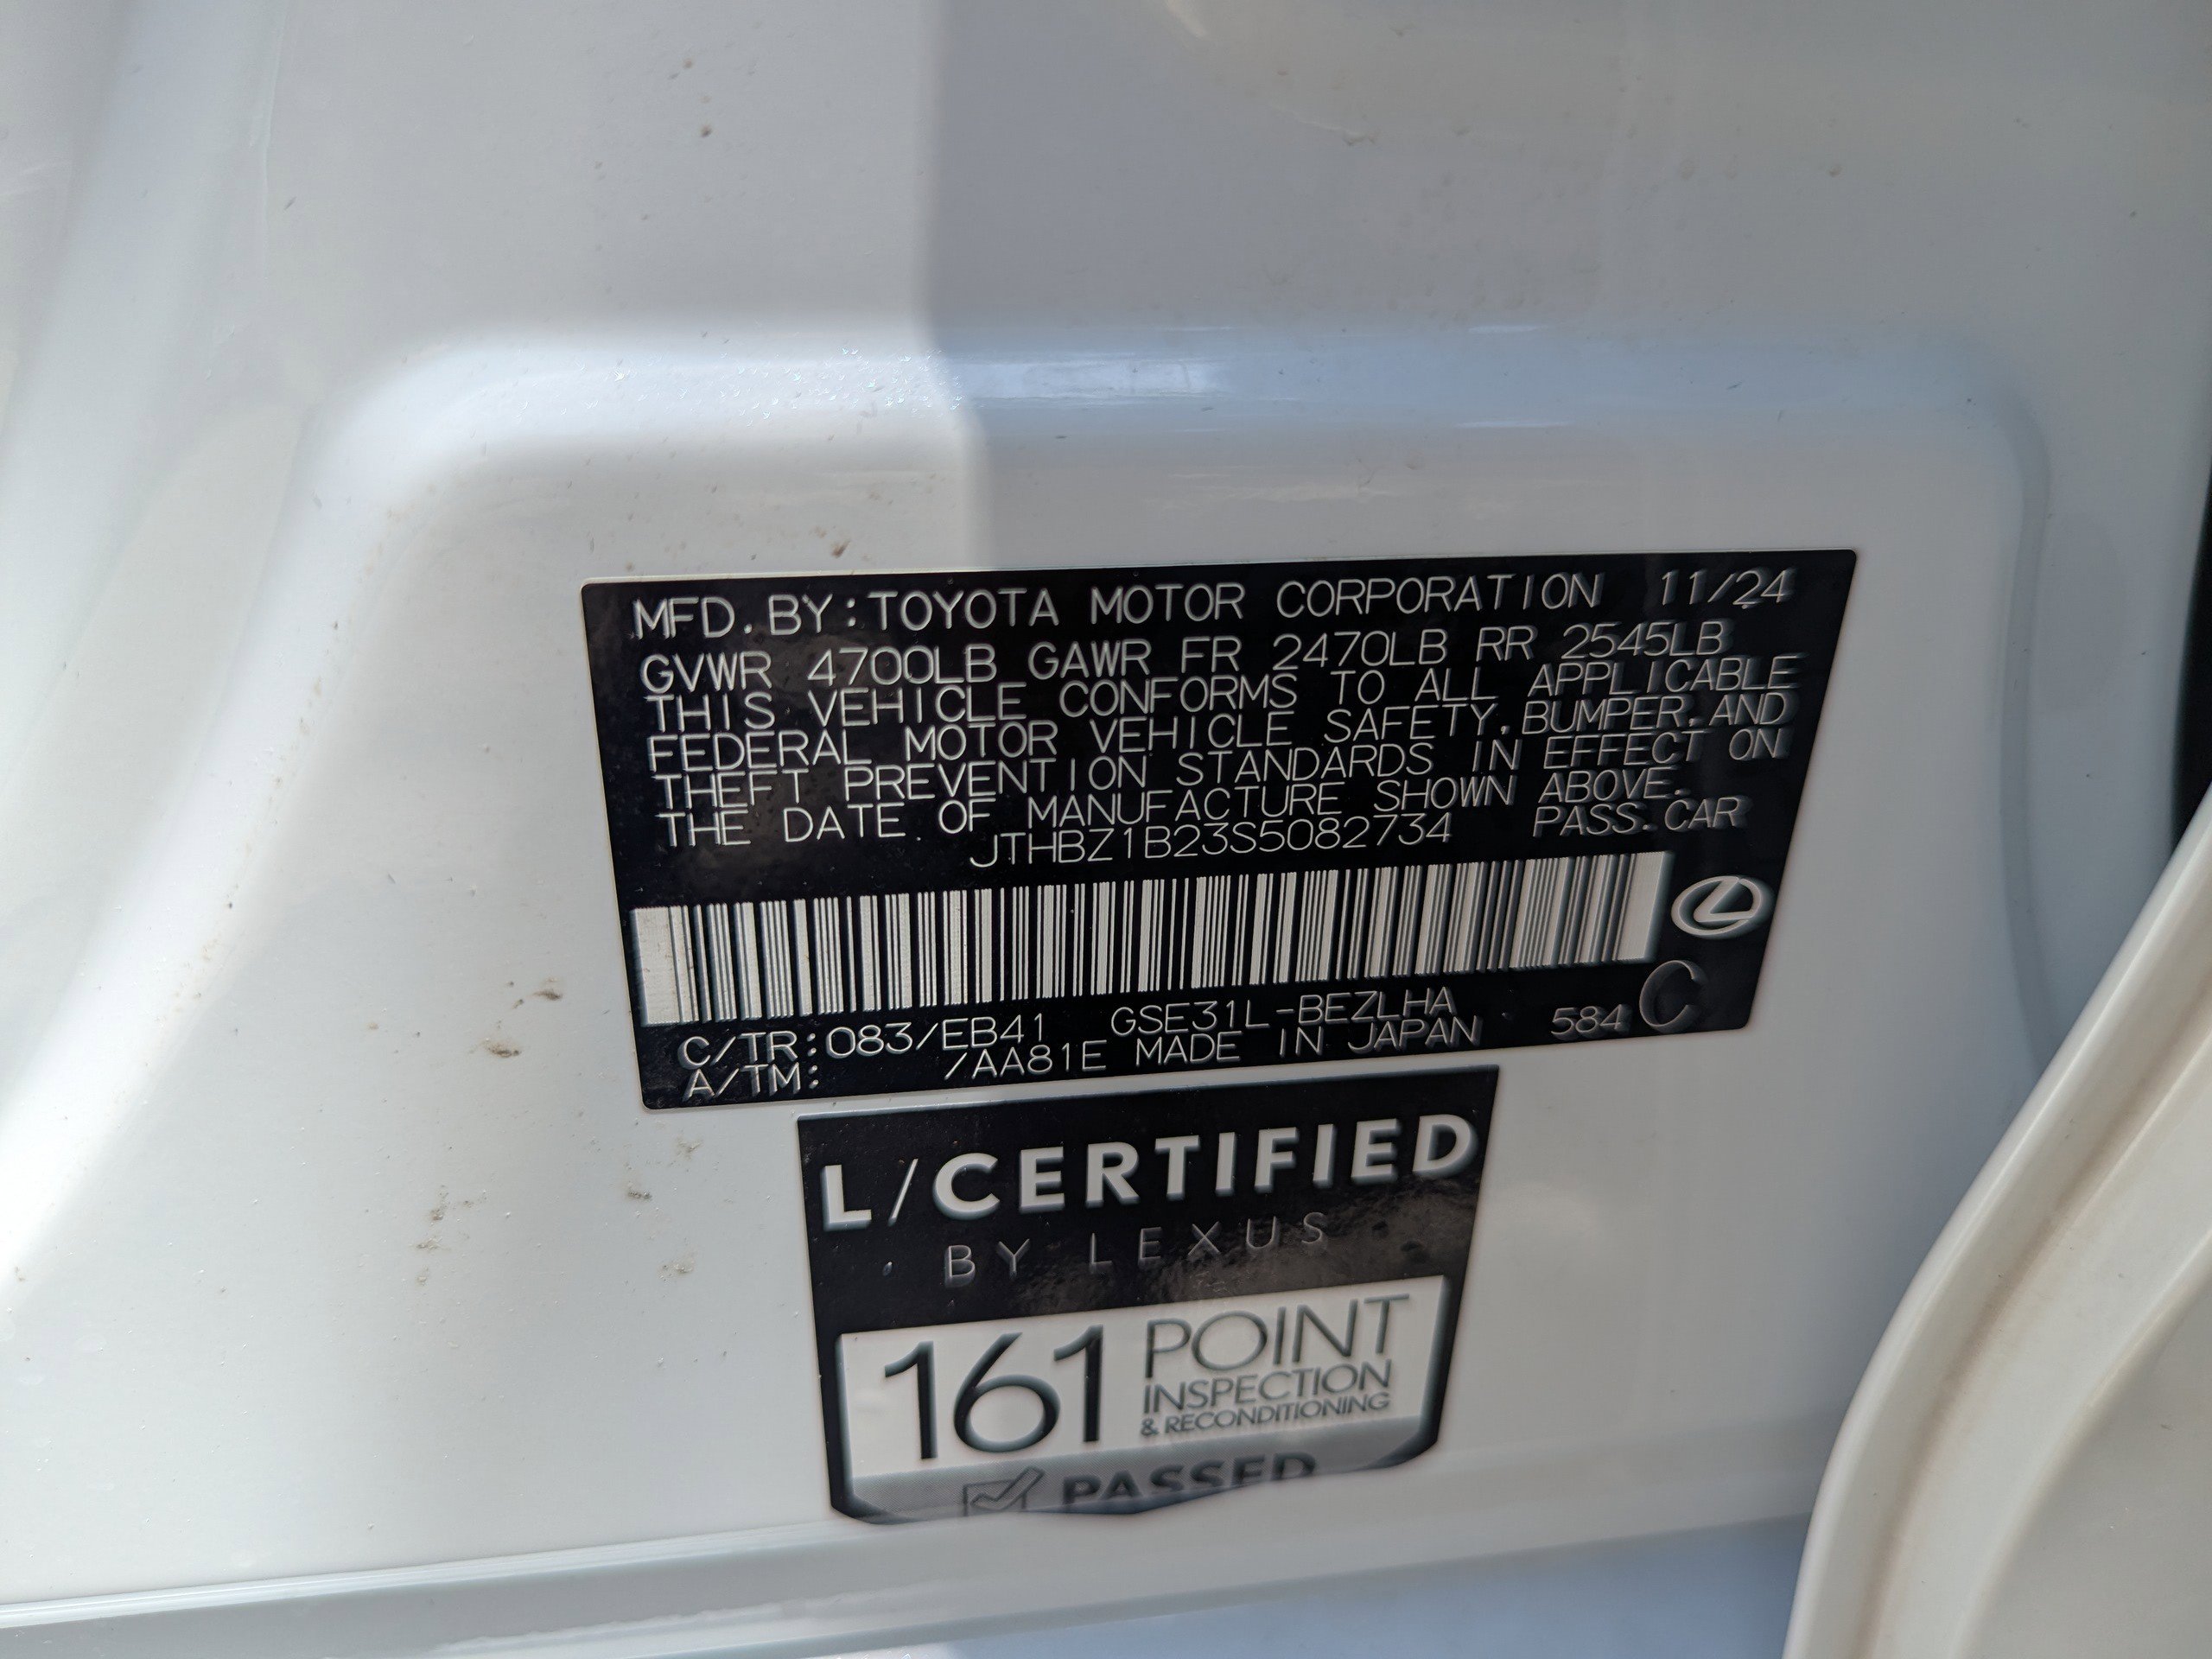 MFD.BY:TOYOTA MOTOR CORPORATION 11/24
GVWR 4700LB GAWR FR 2470LB RR 2545LB
THIS VEHICLE CONFORMS TO ALL APPLICABLE
FEDERAL MOTOR VEHICLE SAFETY,BUMPER,AND
THEFT PREVENTION STANDARDS IN EFFECT ON
THE DATE OF MANUFACTURE SHOWN ABOVE.
JTHBZ1B23S5082734 PASS.CAR
C/TR:083/EB41 GSE31L-BEZLHA
A/TM: /AA81E MADE IN JAPAN 584 C
L/CERTIFIED
BY LEXUS
161 POINT
INSPECTION
& RECONDITIONING
PASSED